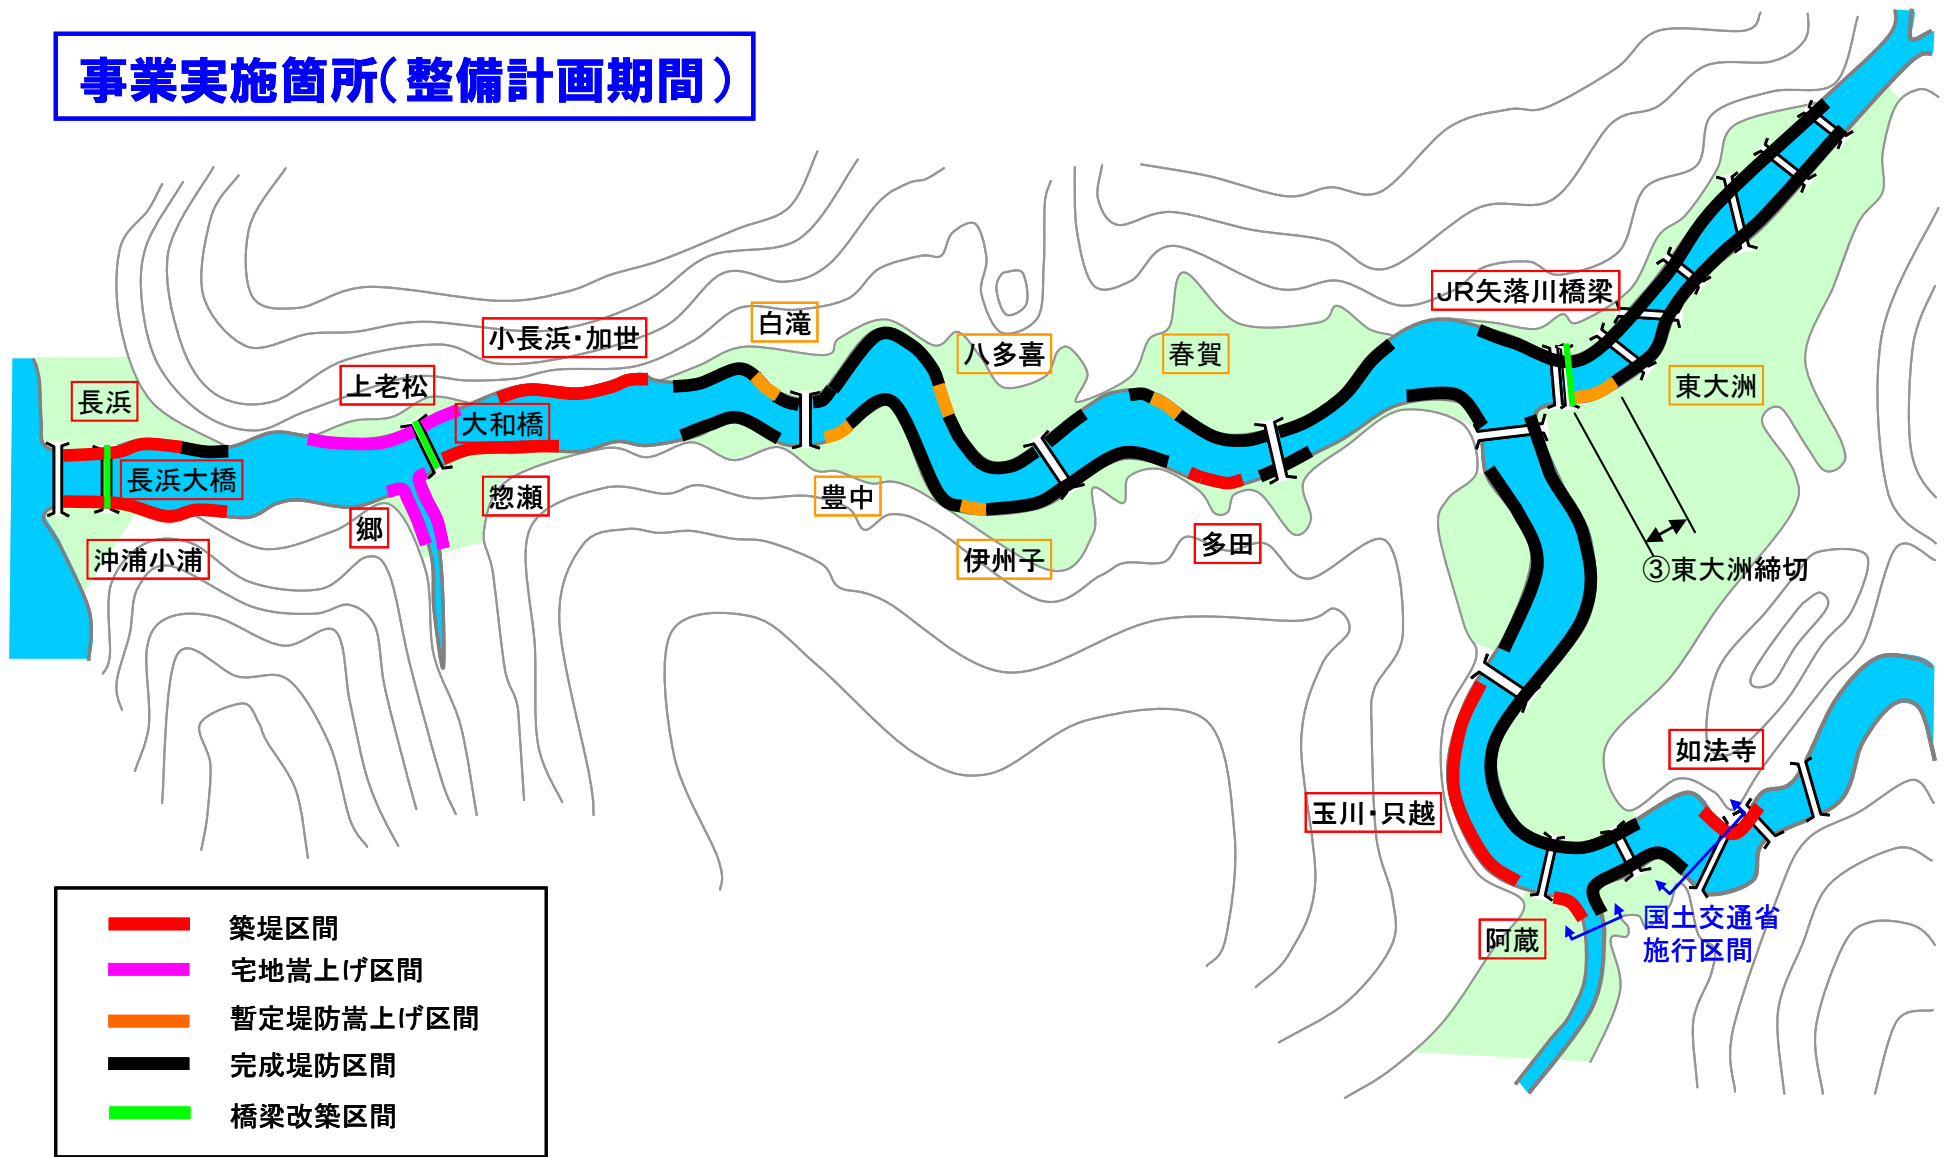 事業実施箇所(整備計画期間)
JR矢落川橋梁
白滝
小長浜・加世
八多喜
春賀
上老松
東大洲
長浜
大和橋
長浜大橋
惣瀬
豊中
郷
沖浦小浦
伊州子
多田
③東大洲締切
如法寺
玉川・只越
阿蔵
国土交通省
施行区間
築堤区間
宅地嵩上げ区間
暫定堤防嵩上げ区間
完成堤防区間
橋梁改築区間